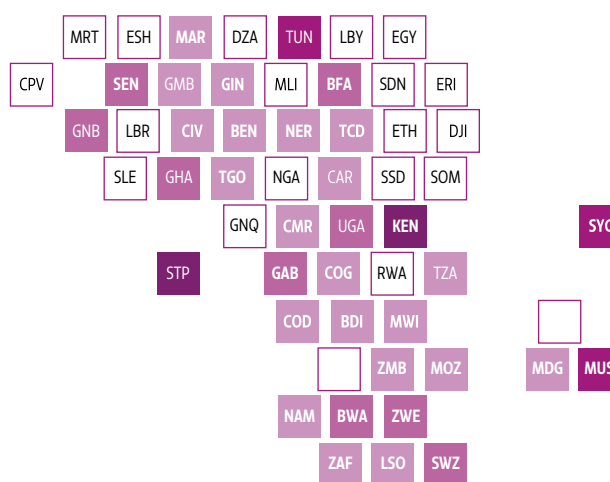 MRT ESH MAR DZA TUN LBY EGY
CPV SEN GMB GIN MLI BFA SDN ERI
GNB LBR CIV BEN NER TCD ETH DJI
SLE GHA TGO NGA CAR SSD SOM
GNQ CMR UGA KEN SYC
STP GAB COG RWA TZA
COD BDI MWI
ZMB MOZ MDG MUS
NAM BWA ZWE
ZAF LSO SWZ